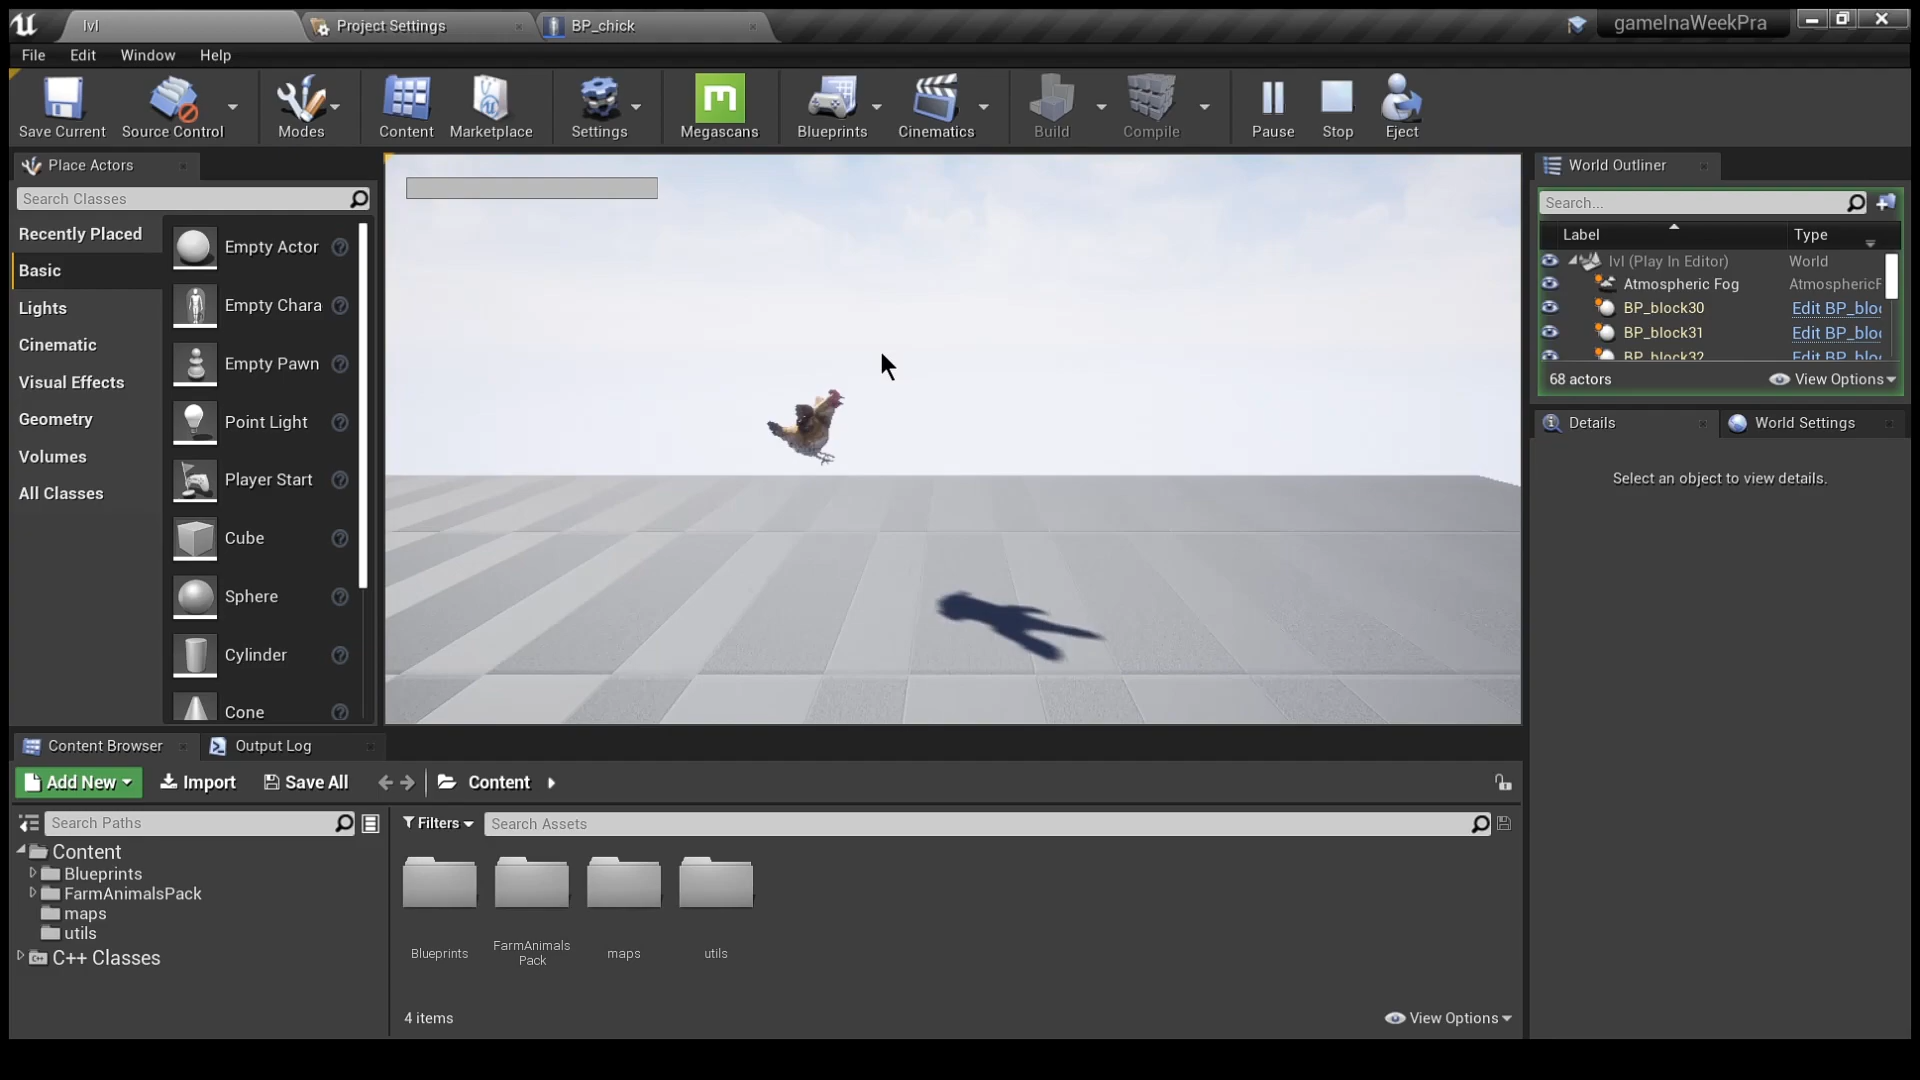 lvl
Project Settings
BP_chick
gameInaWeekPra
File Edit Window Help
Save Current
Source Control
Modes
Content
Marketplace
Settings
Megascans
Blueprints
Cinematics
Build
Compile
Pause
Stop
Eject
Place Actors
Search Classes
Recently Placed
Basic
Lights
Cinematic
Visual Effects
Geometry
Volumes
All Classes
Empty Actor
Empty Chara
Empty Pawn
Point Light
Player Start
Cube
Sphere
Cylinder
Cone
World Outliner
Search...
Label Type
lvl (Play In Editor) World
Atmospheric Fog AtmosphericF
BP_block30 Edit BP_bloc
BP_block31 Edit BP_bloc
BP_block32 Edit BP_bloc
68 actors View Options
Details
World Settings
Select an object to view details.
Content Browser
Output Log
Add New Import Save All Content
Search Paths
Content
Blueprints
FarmAnimalsPack
maps
utils
C++ Classes
Filters Search Assets
Blueprints
FarmAnimals
Pack
maps
utils
4 items View Options